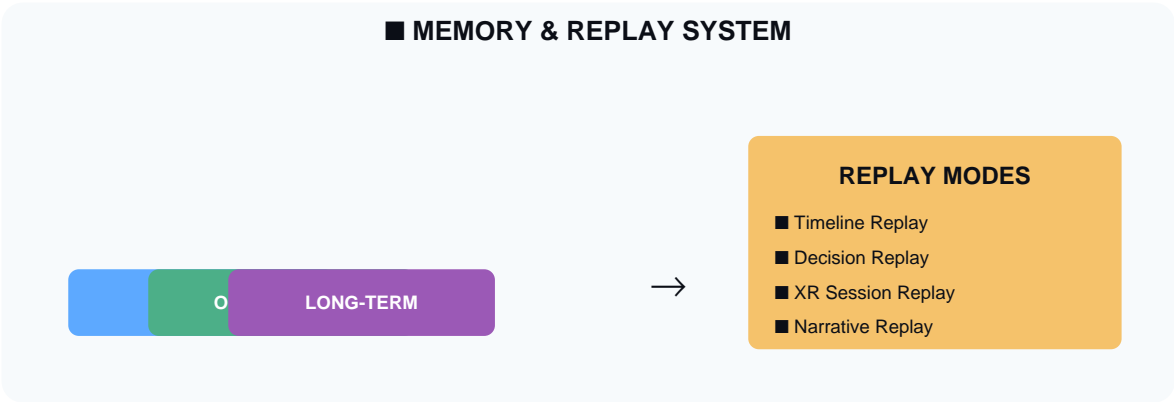 ■ MEMORY & REPLAY SYSTEM
REPLAY MODES
■ Timeline Replay
■ Decision Replay
■ XR Session Replay
■ Narrative Replay
LONG-TERM
→